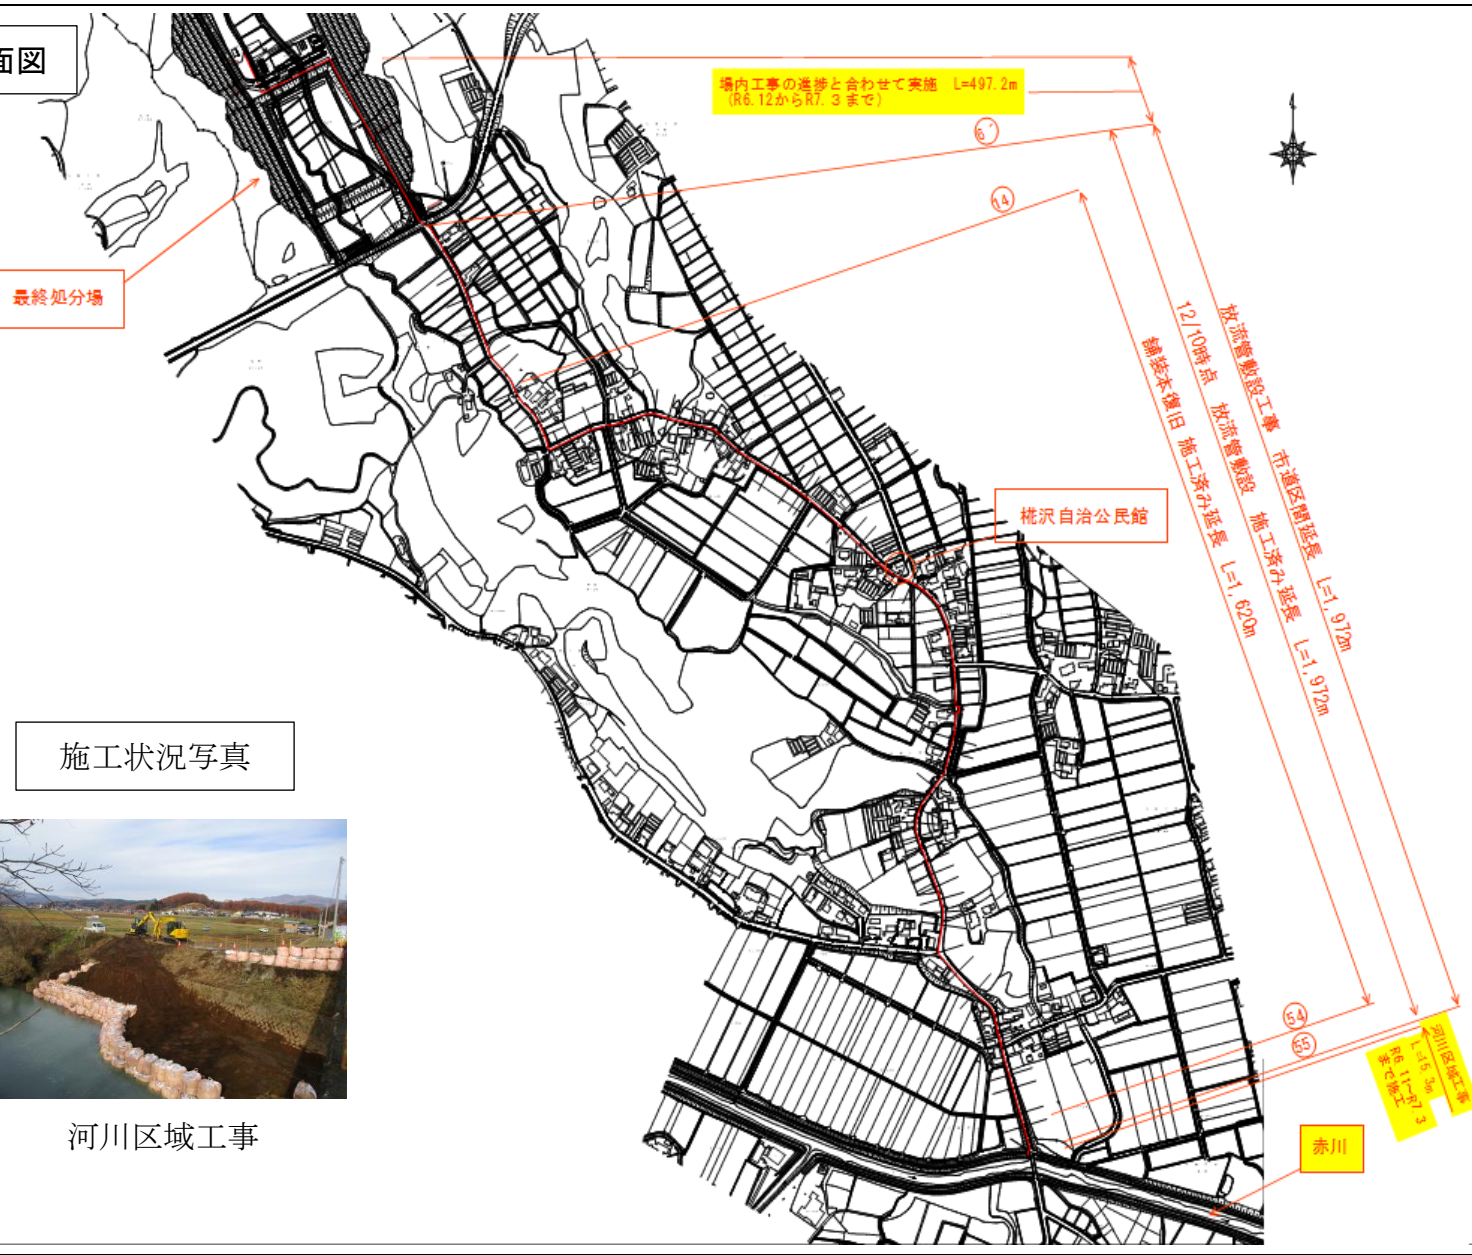 面図
場内工事の進捗と合わせて実施 L=497.2m
(R6.12からR7.3まで)
6'
14
最終処分場
放流管敷設工事 市道区間延長 L=1,972m
12/10時点 放流管敷設 施工済み延長 L=1,972m
舗装本復旧 施工済み延長 L=1,620m
椛沢自治公民館
施工状況写真
54
55
河川区域工事
L=15.3m
R6.11~R7.3
まで施工
河川区域工事
赤川